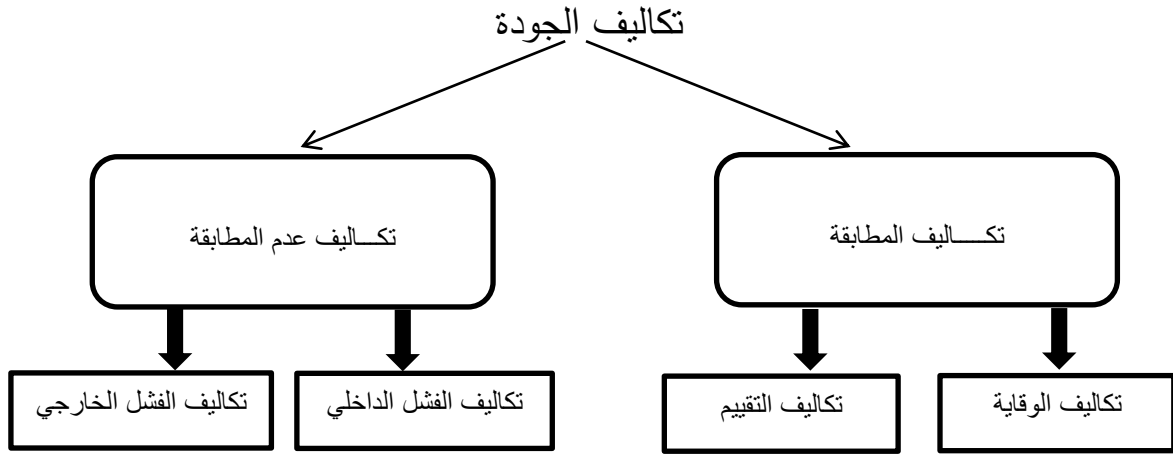 تكاليف الجودة
تكـــاليف المطابقة
تكـــاليف عدم المطابقة
تكاليف الوقاية
تكاليف التقييم
تكاليف الفشل الداخلي
تكاليف الفشل الخارجي